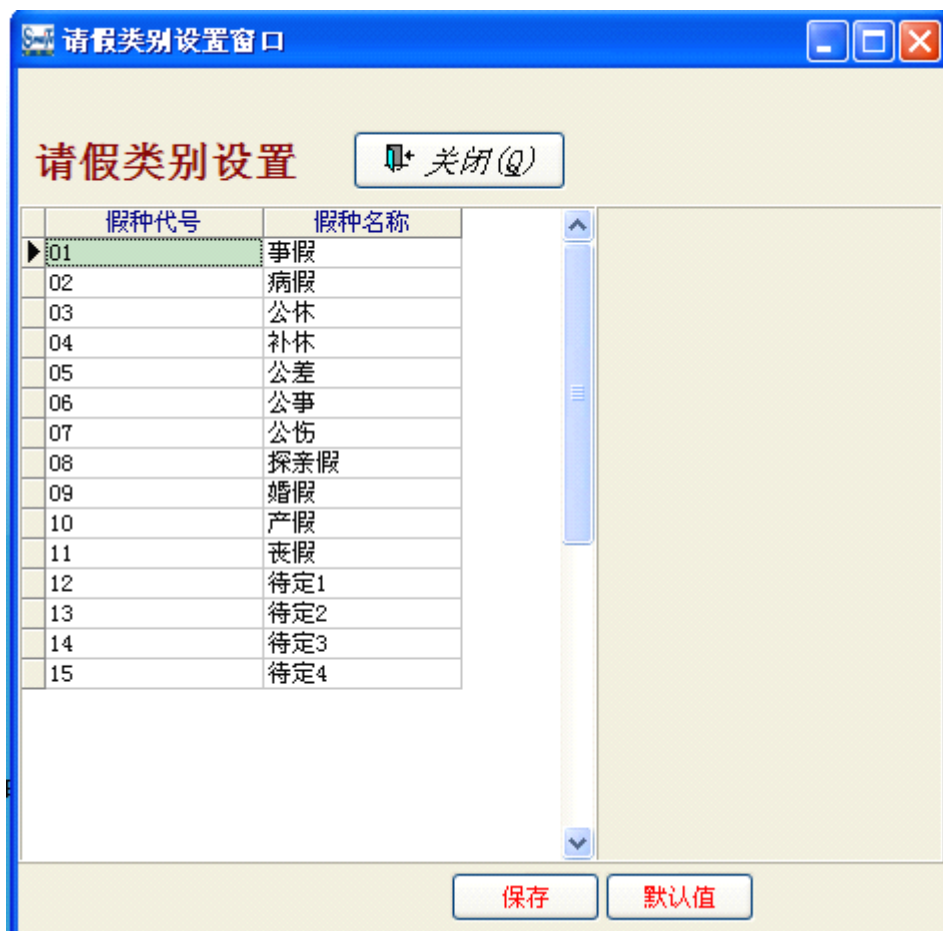 请假类别设置窗口
请假类别设置 关闭(Q)
假种代号 假种名称
01 事假
02 病假
03 公休
04 补休
05 公差
06 公事
07 公伤
08 探亲假
09 婚假
10 产假
11 丧假
12 待定1
13 待定2
14 待定3
15 待定4
保存 默认值